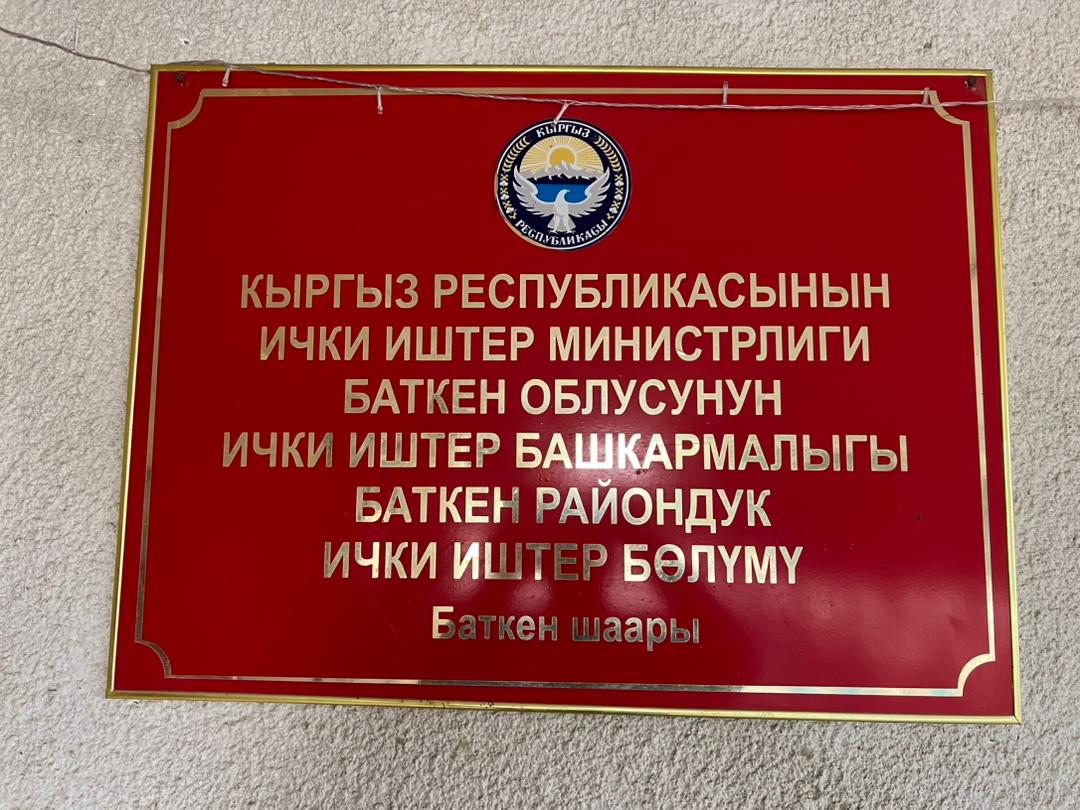 КЫРГЫЗ
РЕСПУБЛИКАСЫ
КЫРГЫЗ РЕСПУБЛИКАСЫНЫН
ИЧКИ ИШТЕР МИНИСТРЛИГИ
БАТКЕН ОБЛУСУНУН
ИЧКИ ИШТЕР БАШКАРМАЛЫГЫ
БАТКЕН РАЙОНДУК
ИЧКИ ИШТЕР БӨЛҮМҮ
Баткен шаары